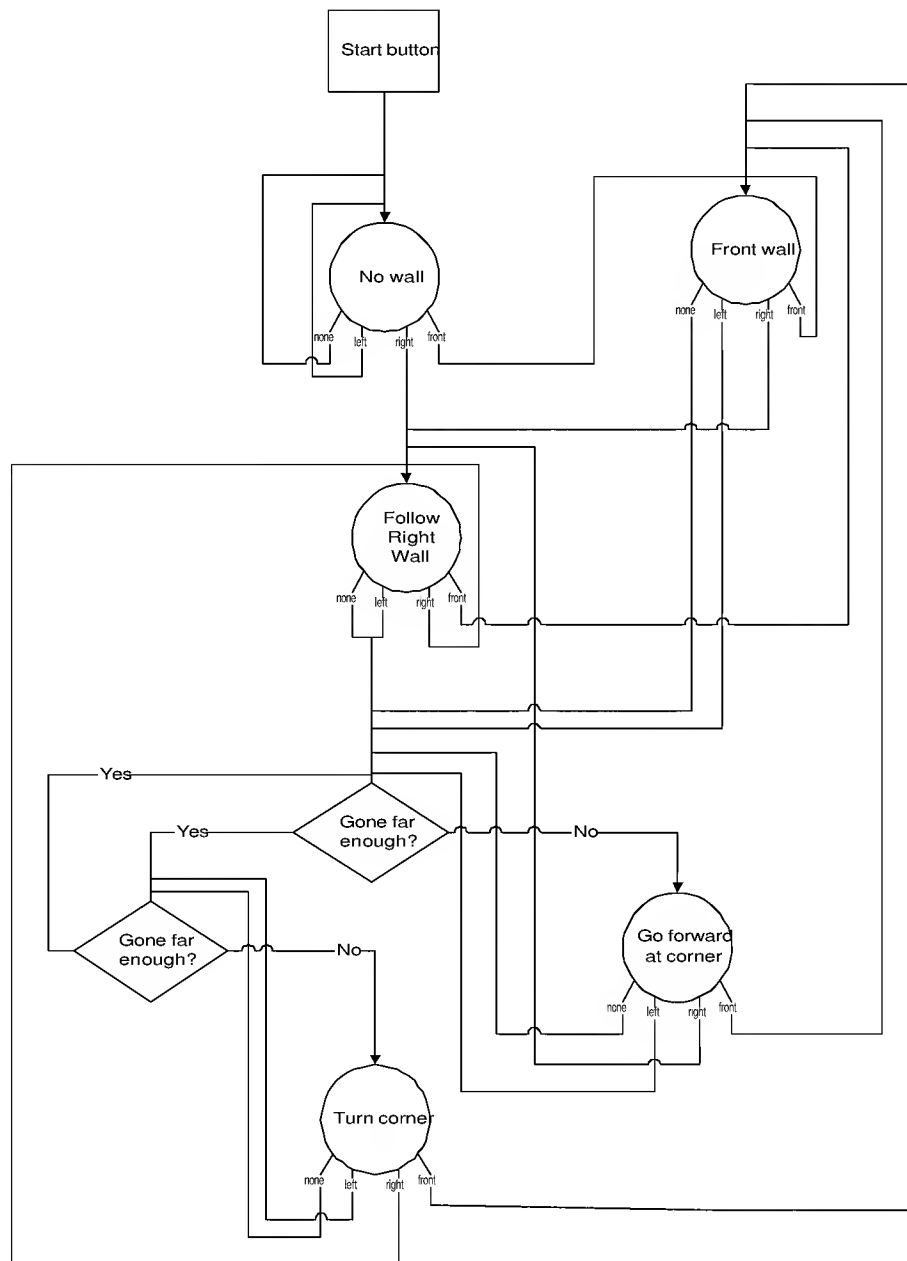 Start button
No wall
none
left
right
front
Front wall
none
left
right
front
Follow
Right
Wall
none
left
right
front
Yes
Gone far
enough?
Yes
No
Gone far
enough?
No
Go forward
at corner
none
left
right
front
Turn corner
none
left
right
front